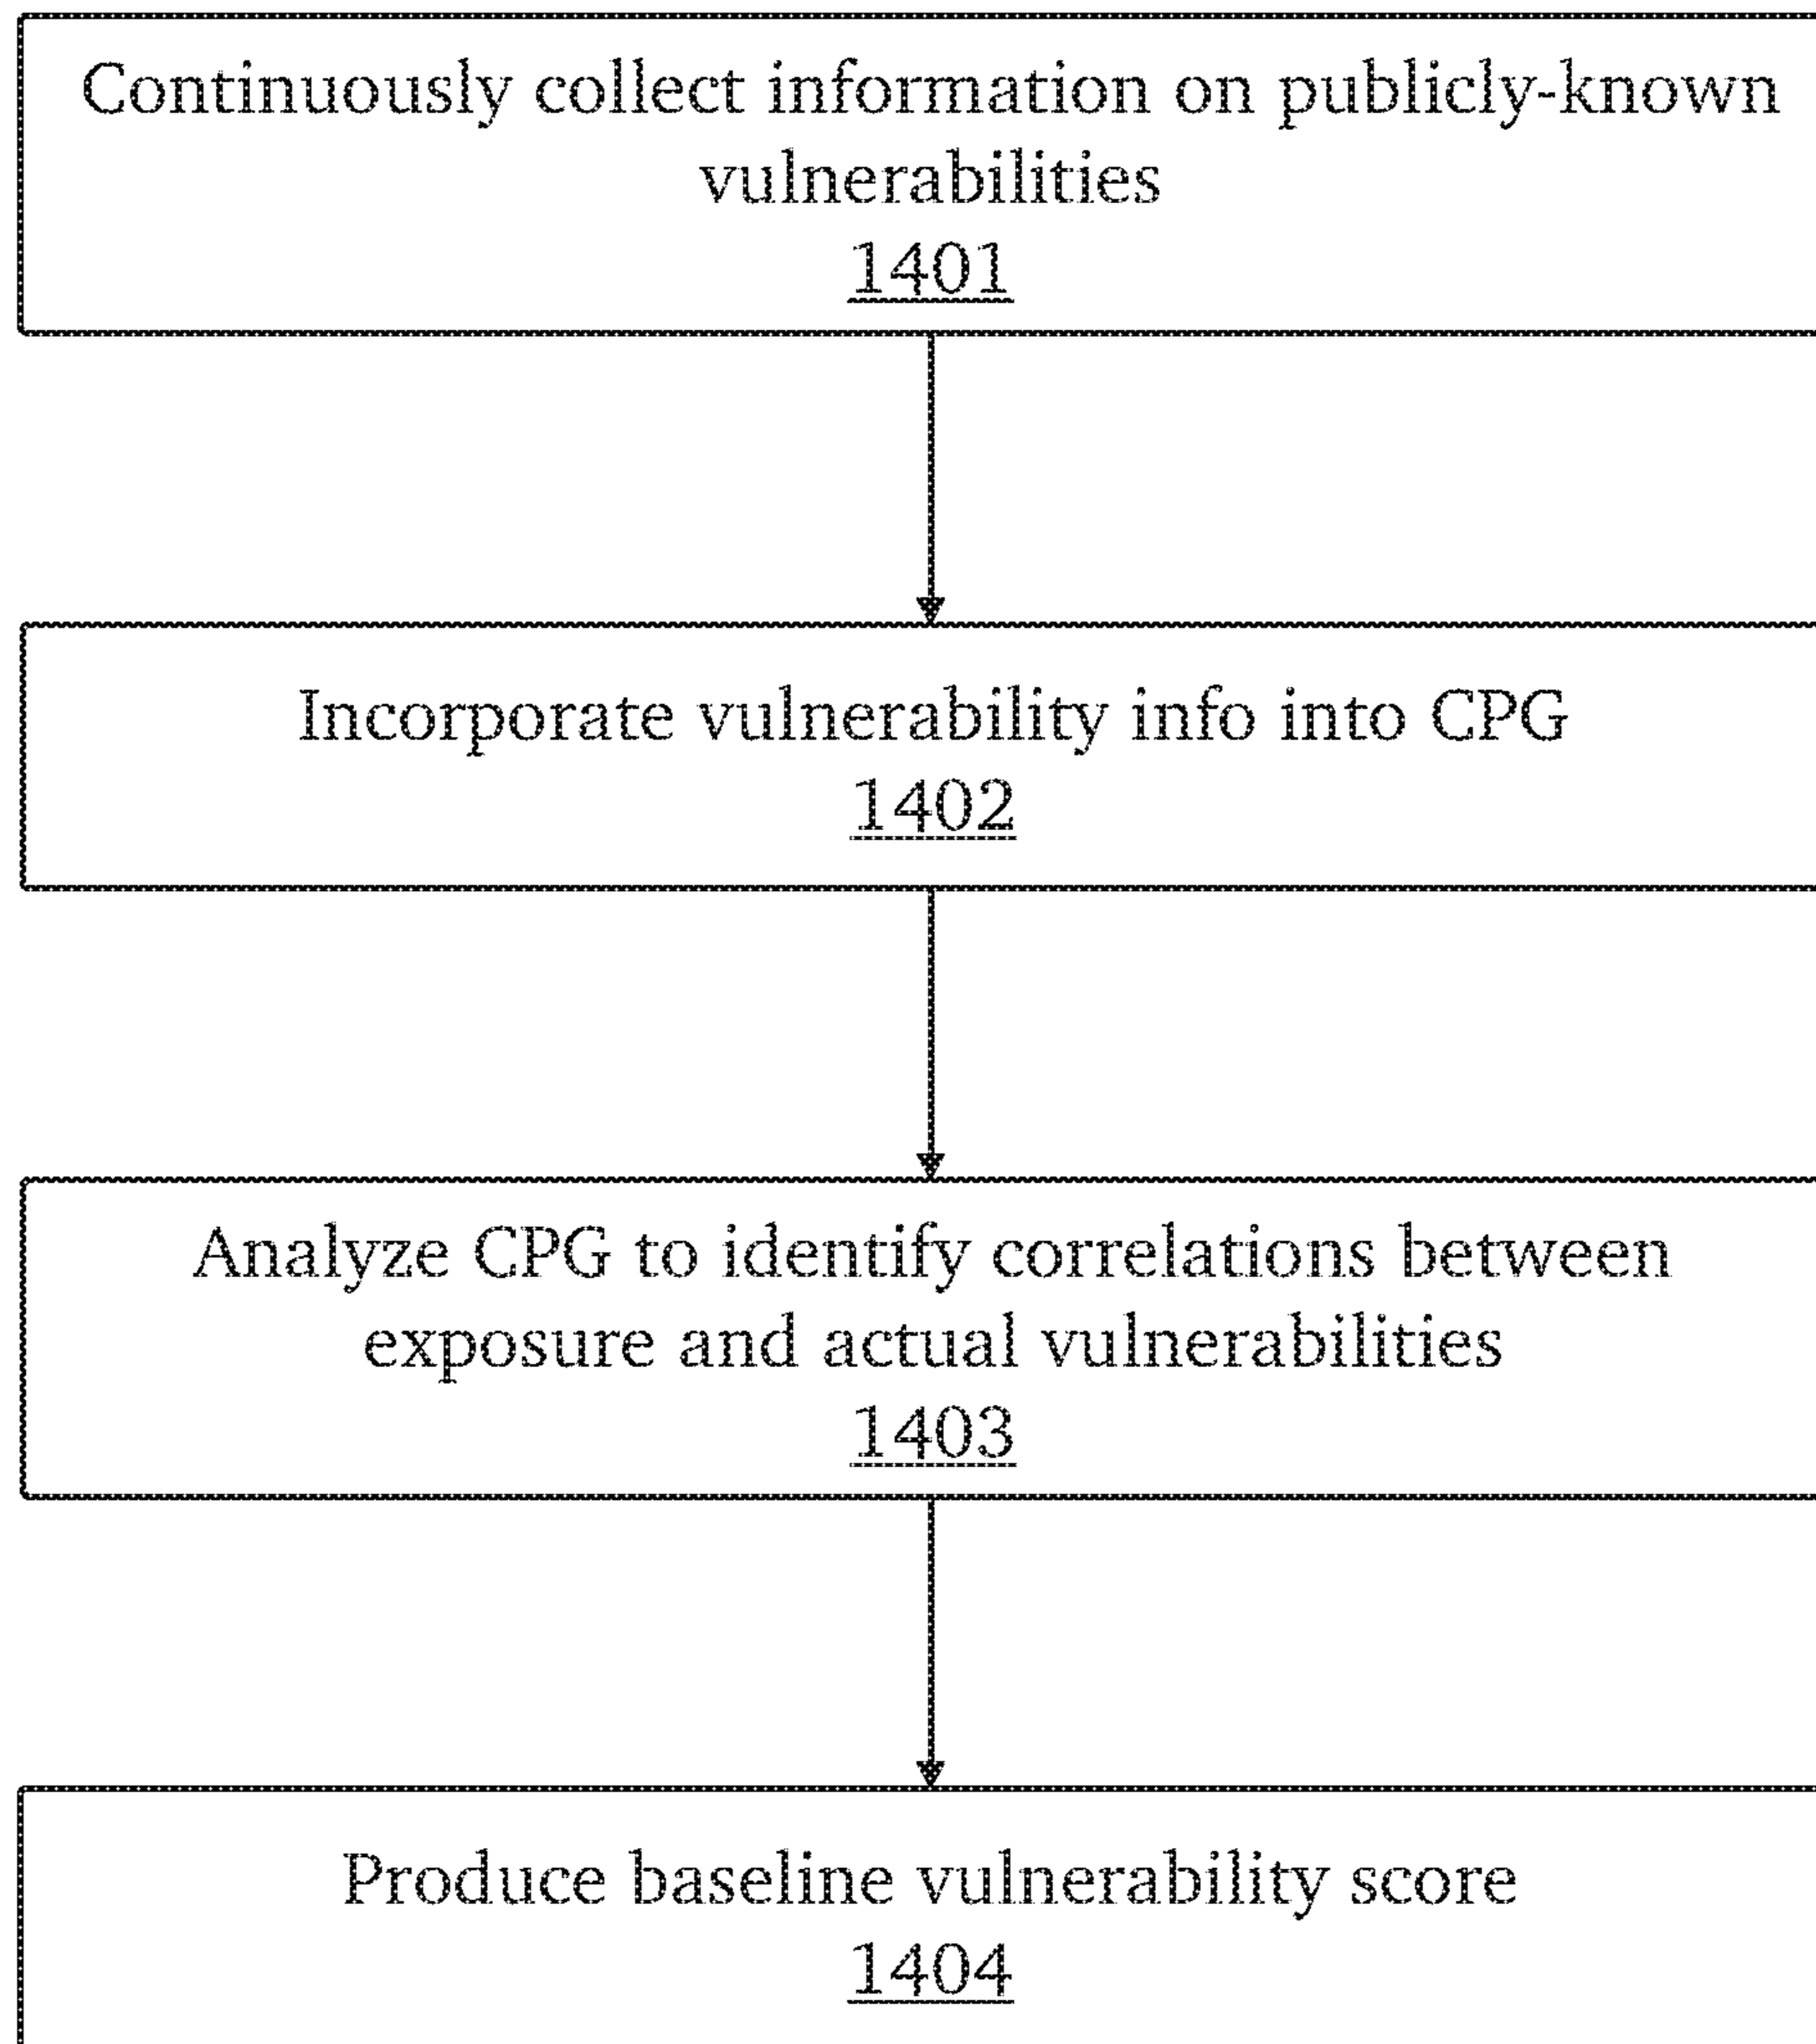 Continuously collect information on publicly-known
vulnerabilities
1401
Incorporate vulnerability info into CPG
1402
Analyze CPG to identify correlations between
exposure and actual vulnerabilities
1403
Produce baseline vulnerability score
1404